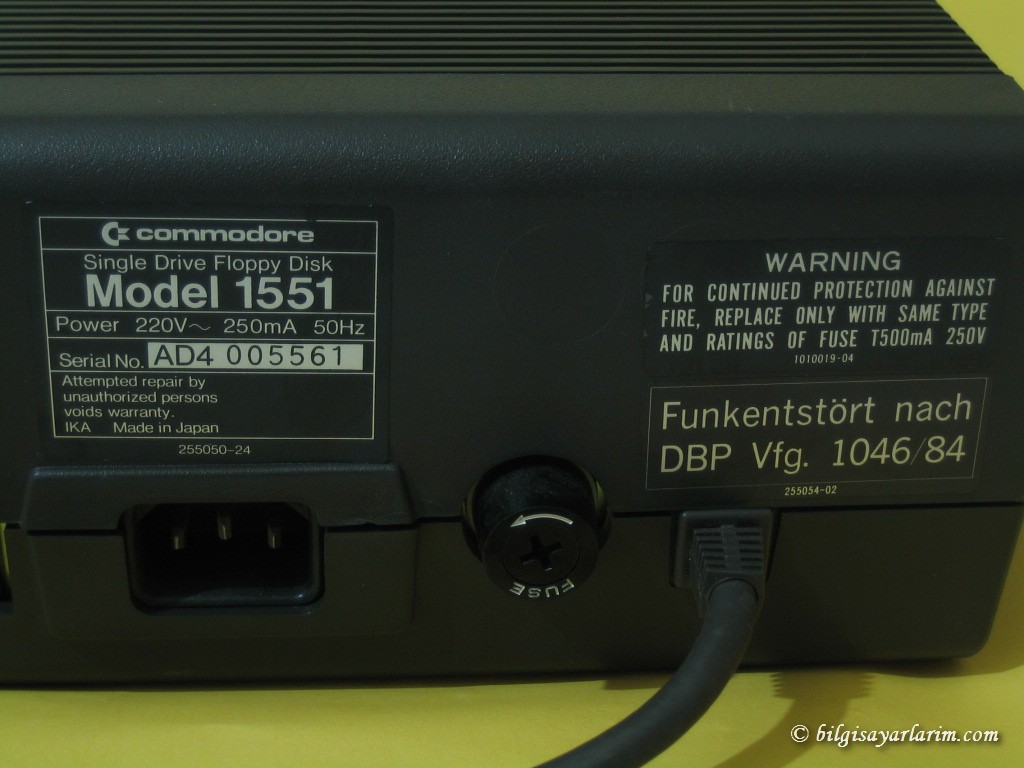 commodore
Single Drive Floppy Disk
Model 1551
Power 220V~ 250mA 50Hz
Serial No. AD4 005561
Attempted repair by
unauthorized persons
voids warranty.
IKA Made in Japan
255050-24
WARNING
FOR CONTINUED PROTECTION AGAINST
FIRE, REPLACE ONLY WITH SAME TYPE
AND RATINGS OF FUSE T500mA 250V
1010019-04
Funkentstört nach
DBP Vfg. 1046/84
255054-02
FUSE
© bilgisayarlarim.com